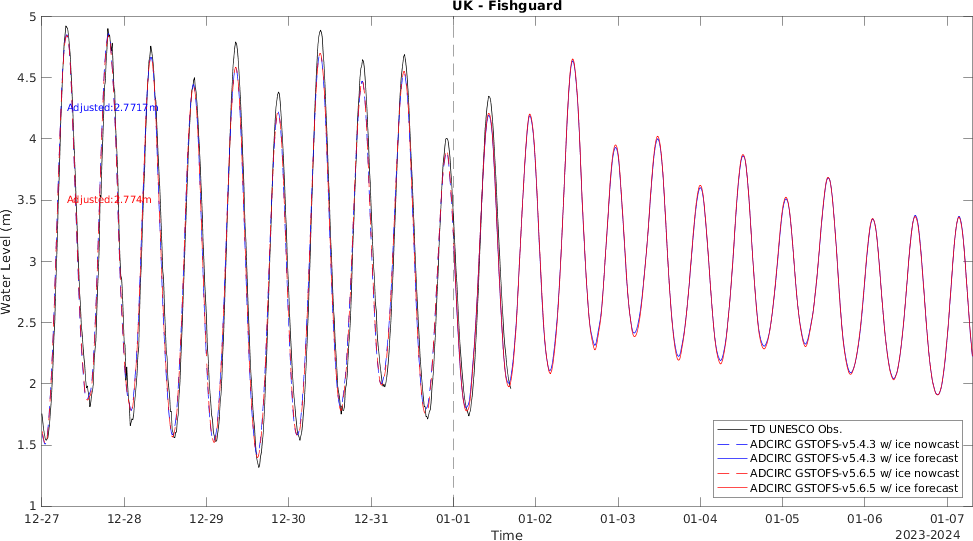 UK - Fishguard
5
4.5
4
3.5
3
2.5
2
1.5
1
Water Level (m)
Adjusted:2.7717m
Adjusted:2.774m
12-27
12-28
12-29
12-30
12-31
01-01
01-02
01-03
01-04
01-05
01-06
01-07
Time
2023-2024
TD UNESCO Obs.
ADCIRC GSTOFS-v5.4.3 w/ ice nowcast
ADCIRC GSTOFS-v5.4.3 w/ ice forecast
ADCIRC GSTOFS-v5.6.5 w/ ice nowcast
ADCIRC GSTOFS-v5.6.5 w/ ice forecast